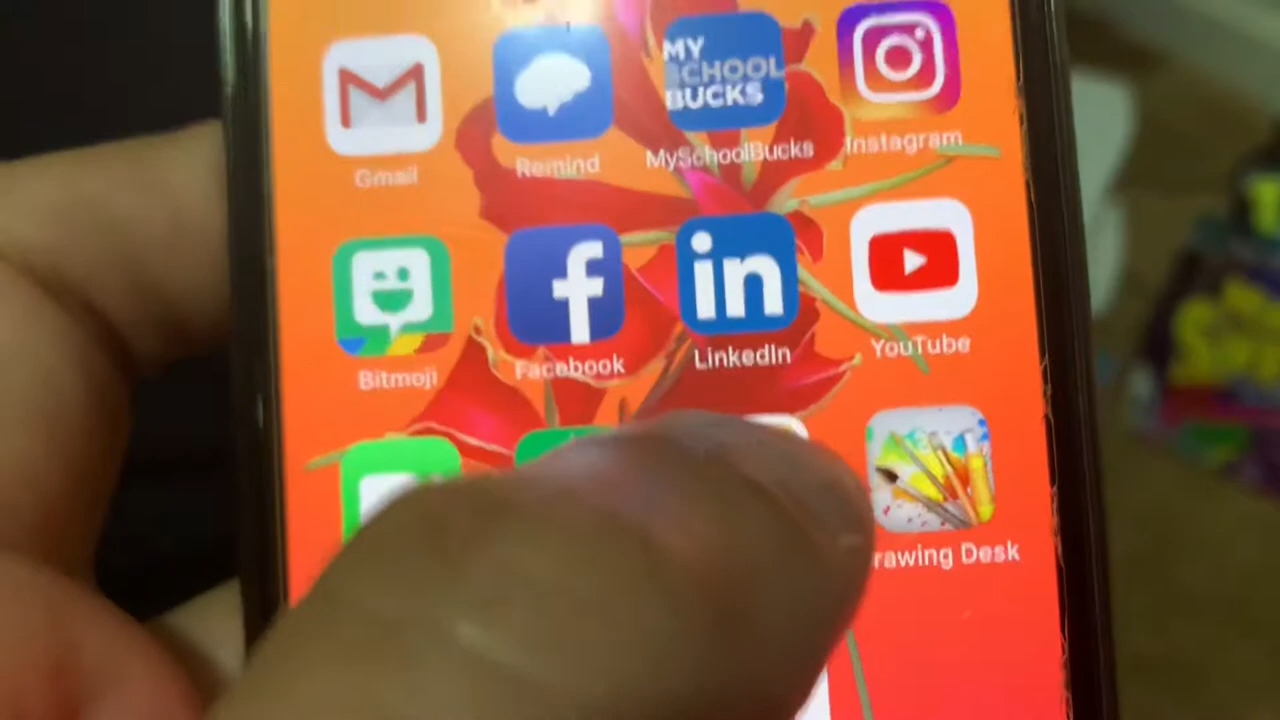 MY
SCHOOL
BUCKS
Gmail
Remind
MySchoolBucks
Instagram
f
in
Bitmoji
Facebook
LinkedIn
YouTube
rawing Desk